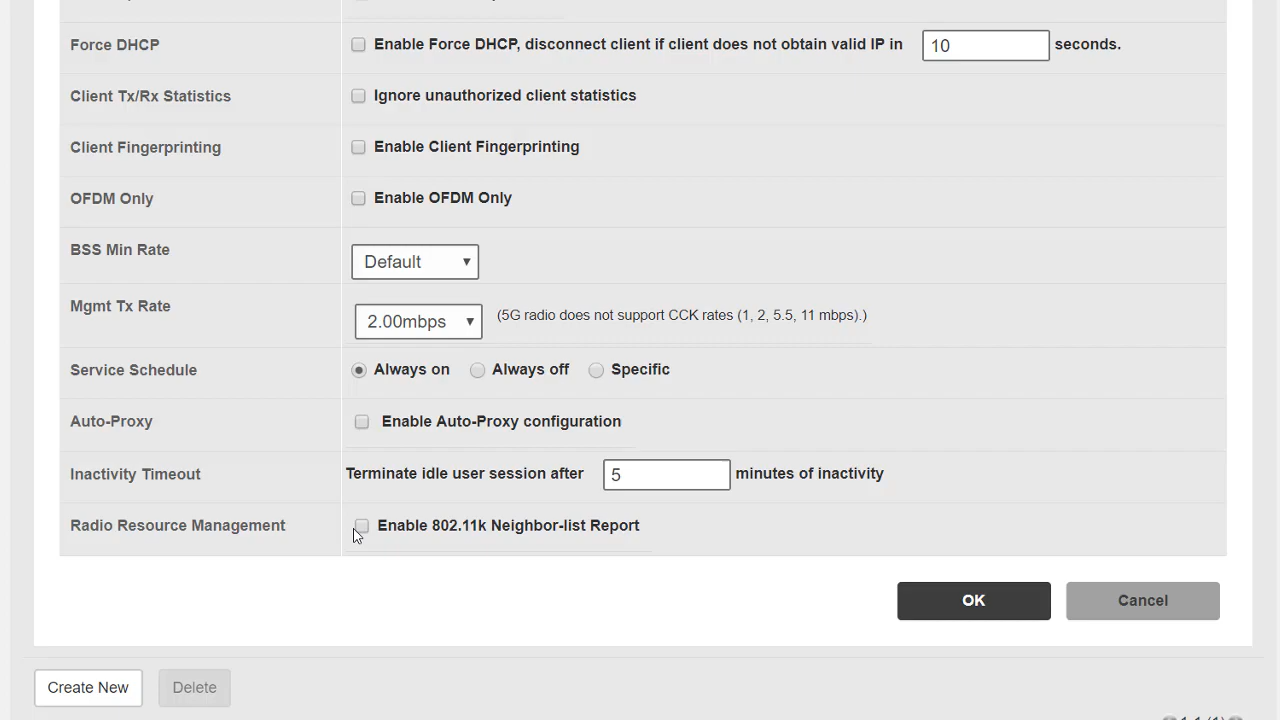 Force DHCP
Enable Force DHCP, disconnect client if client does not obtain valid IP in 10 seconds.
Client Tx/Rx Statistics
Ignore unauthorized client statistics
Client Fingerprinting
Enable Client Fingerprinting
OFDM Only
Enable OFDM Only
BSS Min Rate
Default
Mgmt Tx Rate
2.00mbps
(5G radio does not support CCK rates (1, 2, 5.5, 11 mbps).)
Service Schedule
Always on
Always off
Specific
Auto-Proxy
Enable Auto-Proxy configuration
Inactivity Timeout
Terminate idle user session after 5 minutes of inactivity
Radio Resource Management
Enable 802.11k Neighbor-list Report
OK
Cancel
Create New
Delete